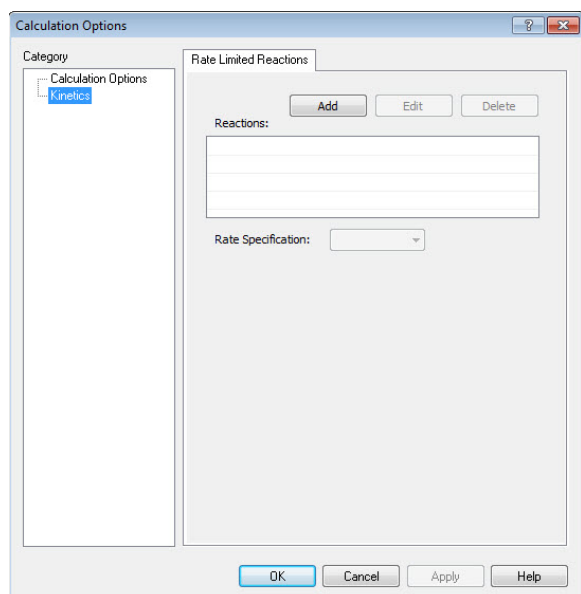 Calculation Options
?
Category
Calculation Options
Kinetics
Rate Limited Reactions
Add Edit Delete
Reactions:
Rate Specification:
OK Cancel Apply Help